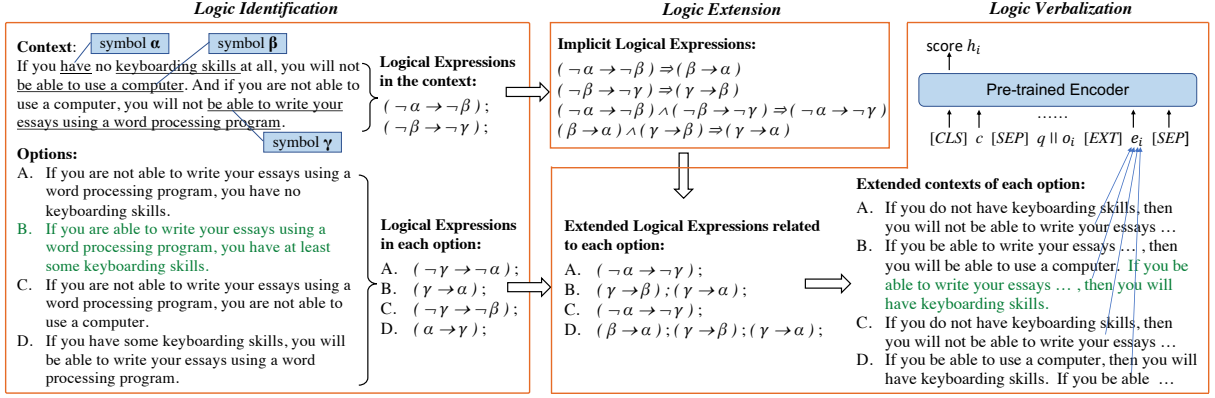 Logic Identification
Context:
symbol α
symbol β
If you have no keyboarding skills at all, you will not
be able to use a computer. And if you are not able to
use a computer, you will not be able to write your
essays using a word processing program.
symbol γ
Options:
A. If you are not able to write your essays using a
word processing program, you have no
keyboarding skills.
B. If you are able to write your essays using a
word processing program, you have at least
some keyboarding skills.
C. If you are not able to write your essays using a
word processing program, you are not able to
use a computer.
D. If you have some keyboarding skills, you will
be able to write your essays using a word
processing program.
Logical Expressions
in the context:
(¬α→¬β);
(¬β→¬γ);
Logical Expressions
in each option:
A. (¬γ→¬α);
B. (γ→α);
C. (¬γ→¬β);
D. (α→γ);
Logic Extension
Implicit Logical Expressions:
(¬α→¬β)⇒(β→α)
(¬β→¬γ)⇒(γ→β)
(¬α→¬β)∧(¬β→¬γ)⇒(¬α→¬γ)
(β→α)∧(γ→β)⇒(γ→α)
Extended Logical Expressions related
to each option:
A. (¬α→¬γ);
B. (γ→β);(γ→α);
C. (¬α→¬γ);
D. (β→α);(γ→β);(γ→α);
Logic Verbalization
score hᵢ
Pre-trained Encoder
......
[CLS] c [SEP] q || oᵢ [EXT] eᵢ [SEP]
Extended contexts of each option:
A. If you do not have keyboarding skills, then
you will not be able to write your essays …
B. If you be able to write your essays … , then
you will be able to use a computer. If you be
able to write your essays … , then you will
have keyboarding skills.
C. If you do not have keyboarding skills, then
you will not be able to write your essays …
D. If you be able to use a computer, then you will
have keyboarding skills. If you be able …